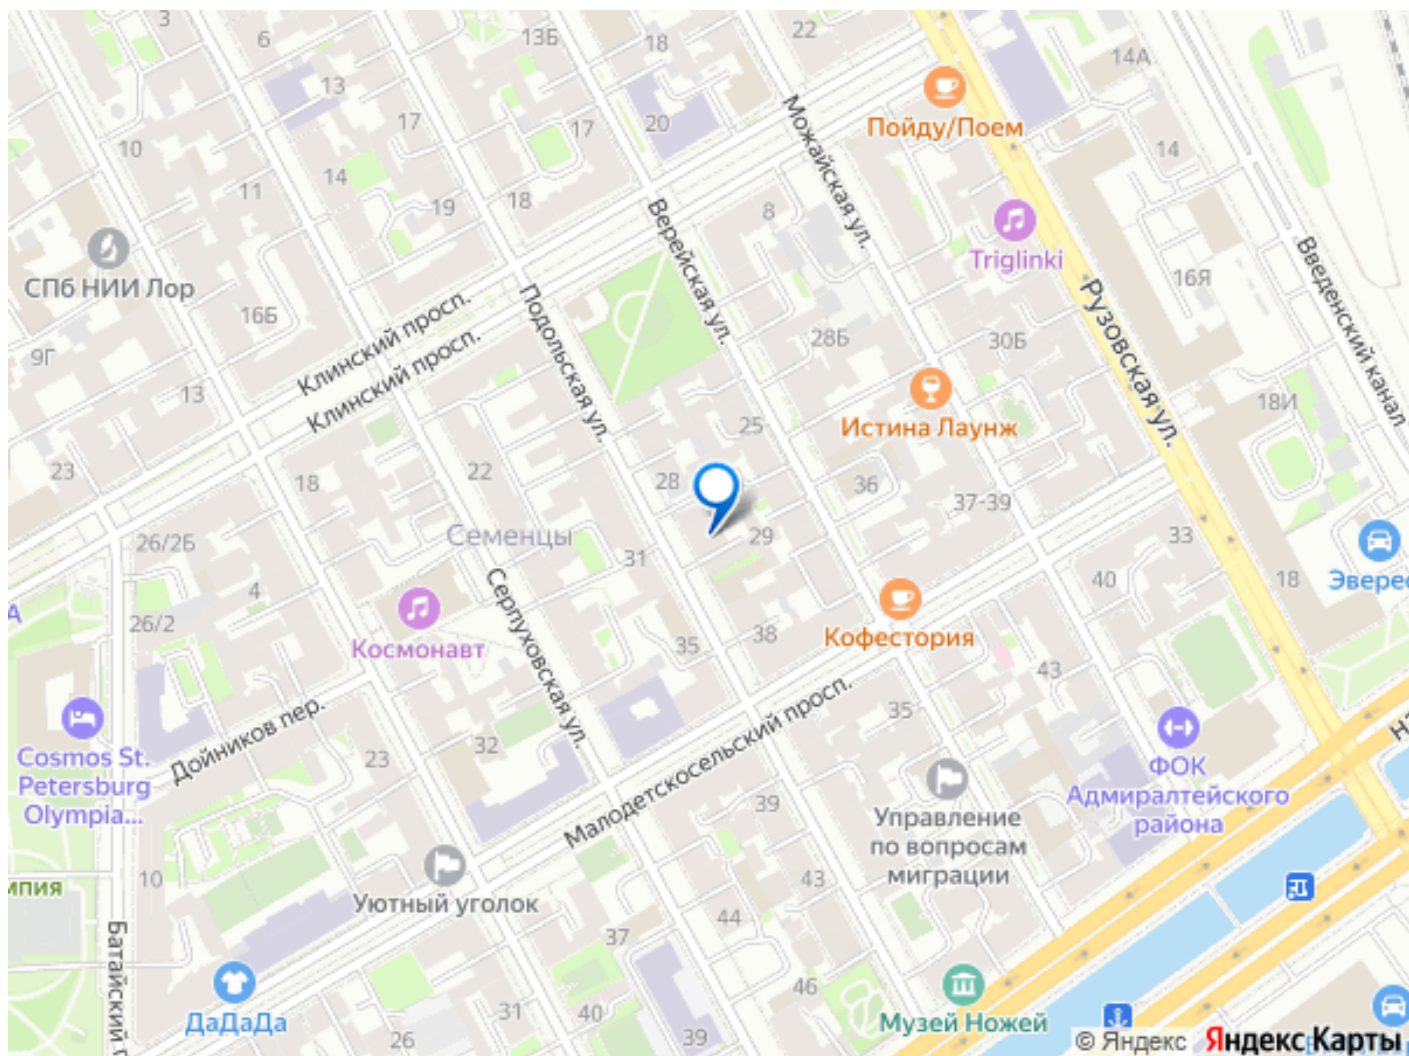 3
6
13Б
18
22
14А
13
17
17
20
Пойду/Поем
10
Можайская ул.
14
11
14
19
18
Верейская ул.
8
Triglinki
СПб НИИ Лор
16Я
Введенский канал
16Б
Клинский просп.
Подольская ул.
28Б
30Б
Рузовская ул.
9Г
Клинский просп.
13
Истина Лаунж
18И
25
23
18
22
28
36
37-39
26/2Б
Семенцы
31
29
33
4
40
18
Эверес
А
26/2
Космонавт
Серпуховская ул.
35
38
Кофестория
43
Cosmos St.
Petersburg
Olympia...
Дойников пер.
23
32
Малодетскосельский просп.
35
ФОК
Адмиралтейского
района
39
Управление
по вопросам
миграции
мпия
10
Уютный уголок
43
44
Батайский п
37
46
ДаДаДа
31
40
Музей Ножей
26
39
© Яндекс
Яндекс Карты